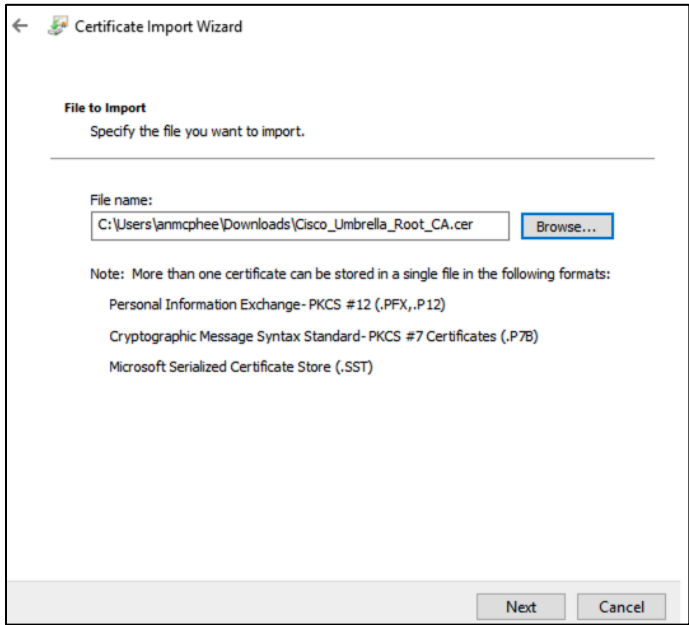 Certificate Import Wizard
File to Import
Specify the file you want to import.
File name:
C:\Users\anmcphee\Downloads\Cisco_Umbrella_Root_CA.cer
Browse...
Note: More than one certificate can be stored in a single file in the following formats:
Personal Information Exchange- PKCS #12 (.PFX,.P12)
Cryptographic Message Syntax Standard- PKCS #7 Certificates (.P7B)
Microsoft Serialized Certificate Store (.SST)
Next
Cancel